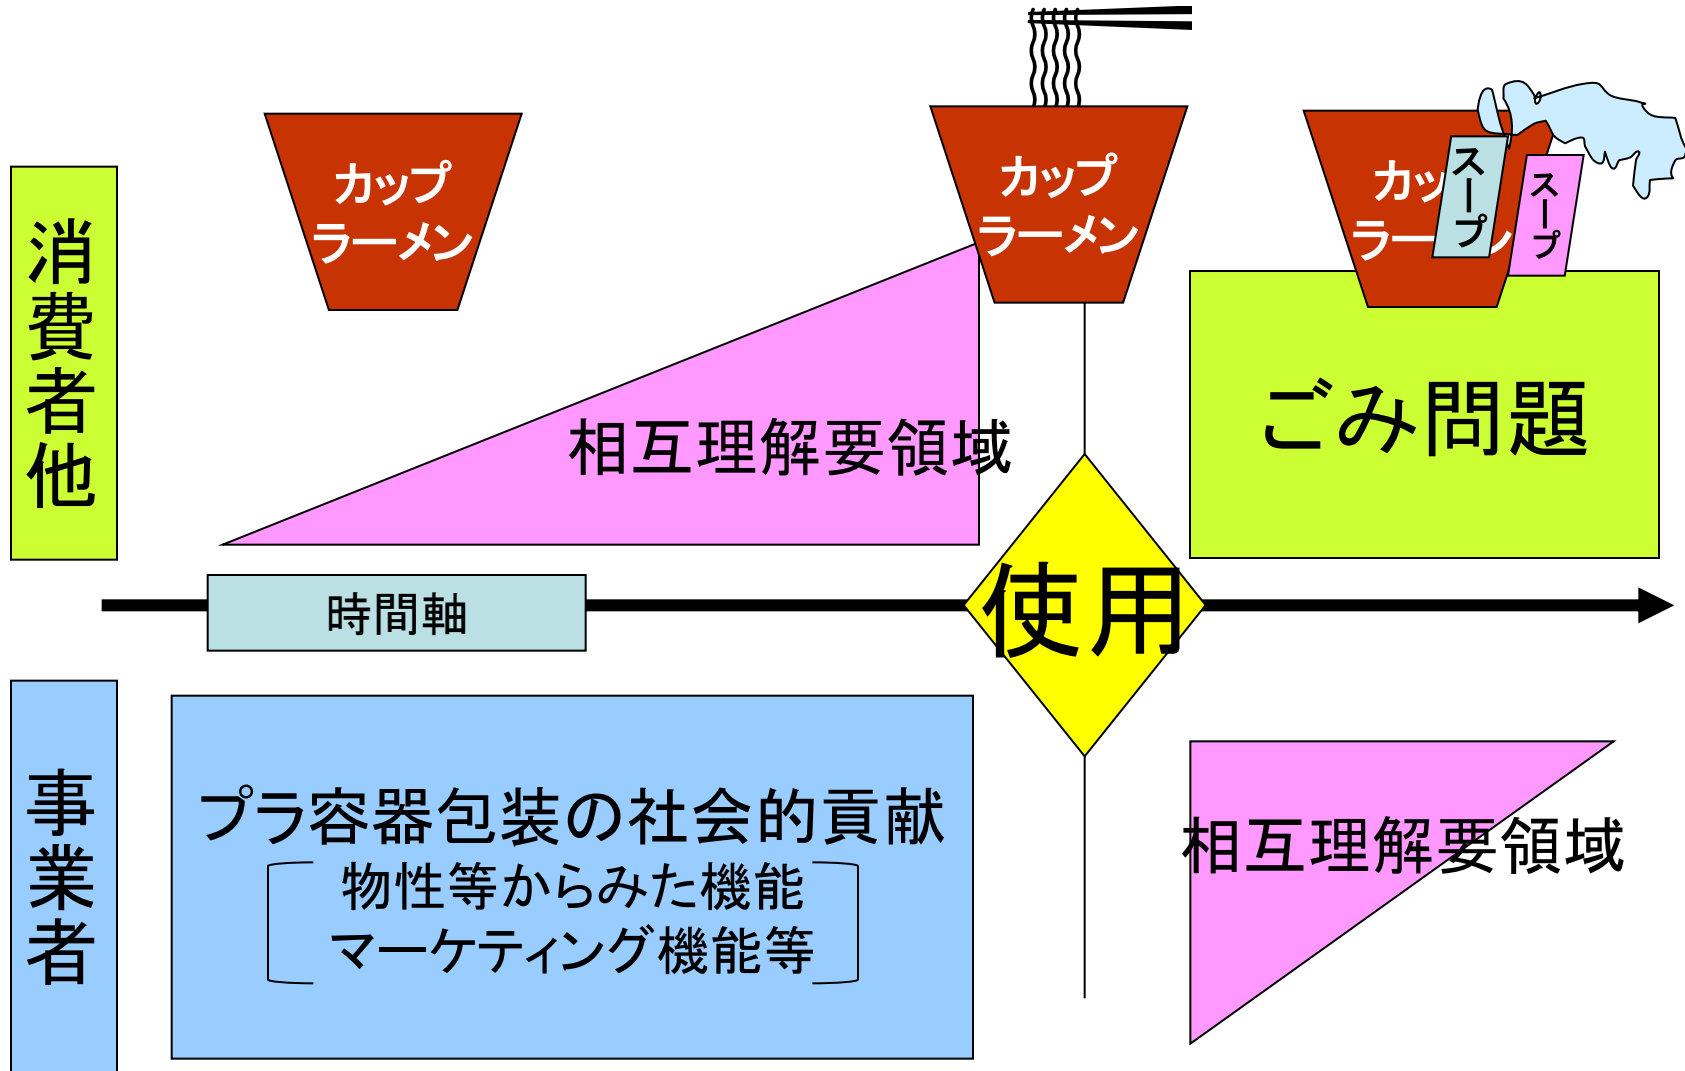 カップ
ラーメン
カップ
ラーメン
カップ
ラーメン
スープ
スープ
消費者他
相互理解要領域
ごみ問題
時間軸
使用
事業者
プラ容器包装の社会的貢献
物性等からみた機能
マーケティング機能等
相互理解要領域